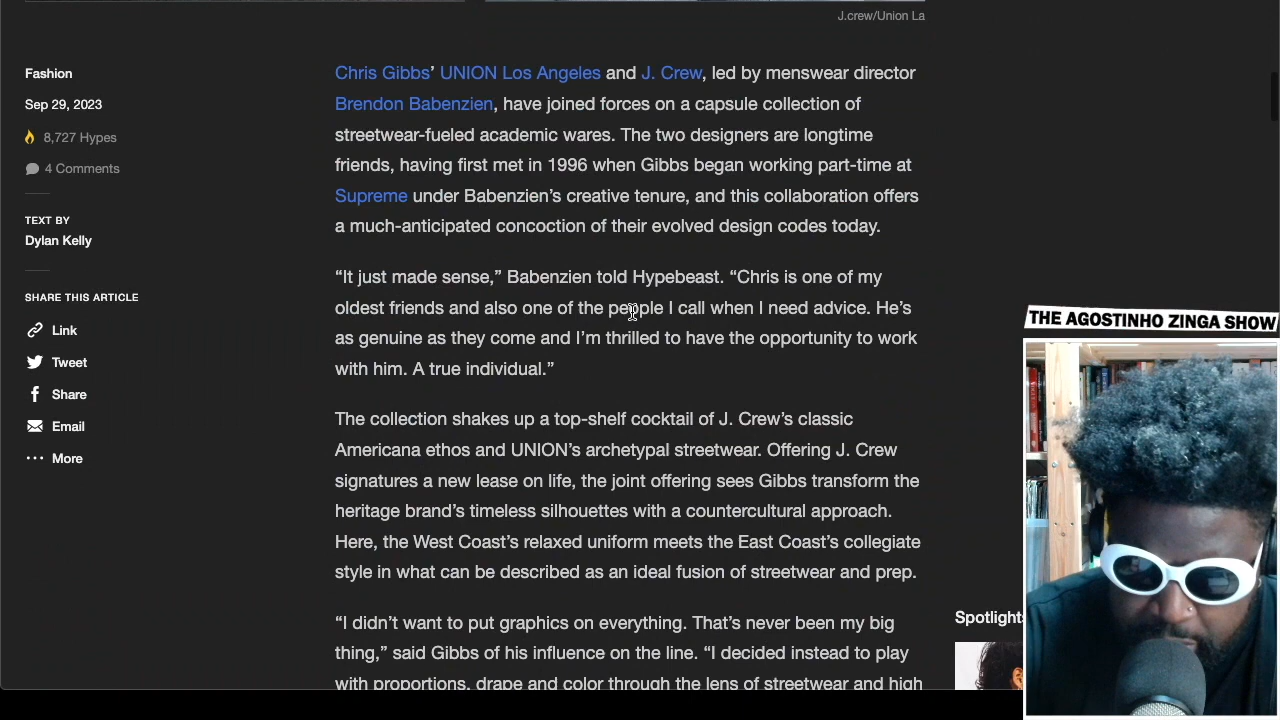 J.crew/Union La
Fashion
Sep 29, 2023
8,727 Hypes
4 Comments
TEXT BY
Dylan Kelly
SHARE THIS ARTICLE
Link
Tweet
Share
Email
More
Chris Gibbs’ UNION Los Angeles and J. Crew, led by menswear director
Brendon Babenzien, have joined forces on a capsule collection of
streetwear-fueled academic wares. The two designers are longtime
friends, having first met in 1996 when Gibbs began working part-time at
Supreme under Babenzien’s creative tenure, and this collaboration offers
a much-anticipated concoction of their evolved design codes today.
“It just made sense,” Babenzien told Hypebeast. “Chris is one of my
oldest friends and also one of the people I call when I need advice. He’s
as genuine as they come and I’m thrilled to have the opportunity to work
with him. A true individual.”
The collection shakes up a top-shelf cocktail of J. Crew’s classic
Americana ethos and UNION’s archetypal streetwear. Offering J. Crew
signatures a new lease on life, the joint offering sees Gibbs transform the
heritage brand’s timeless silhouettes with a countercultural approach.
Here, the West Coast’s relaxed uniform meets the East Coast’s collegiate
style in what can be described as an ideal fusion of streetwear and prep.
“I didn’t want to put graphics on everything. That’s never been my big
thing,” said Gibbs of his influence on the line. “I decided instead to play
with proportions, drape and color through the lens of streetwear and high
THE AGOSTINHO ZINGA SHOW
Spotlights